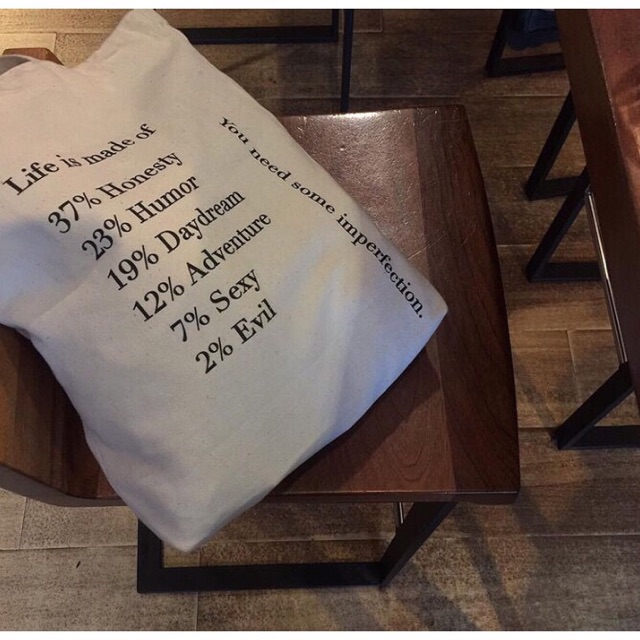 Life is made of
37% Honesty
23% Humor
19% Daydream
12% Adventure
7% Sexy
2% Evil
You need some imperfection.